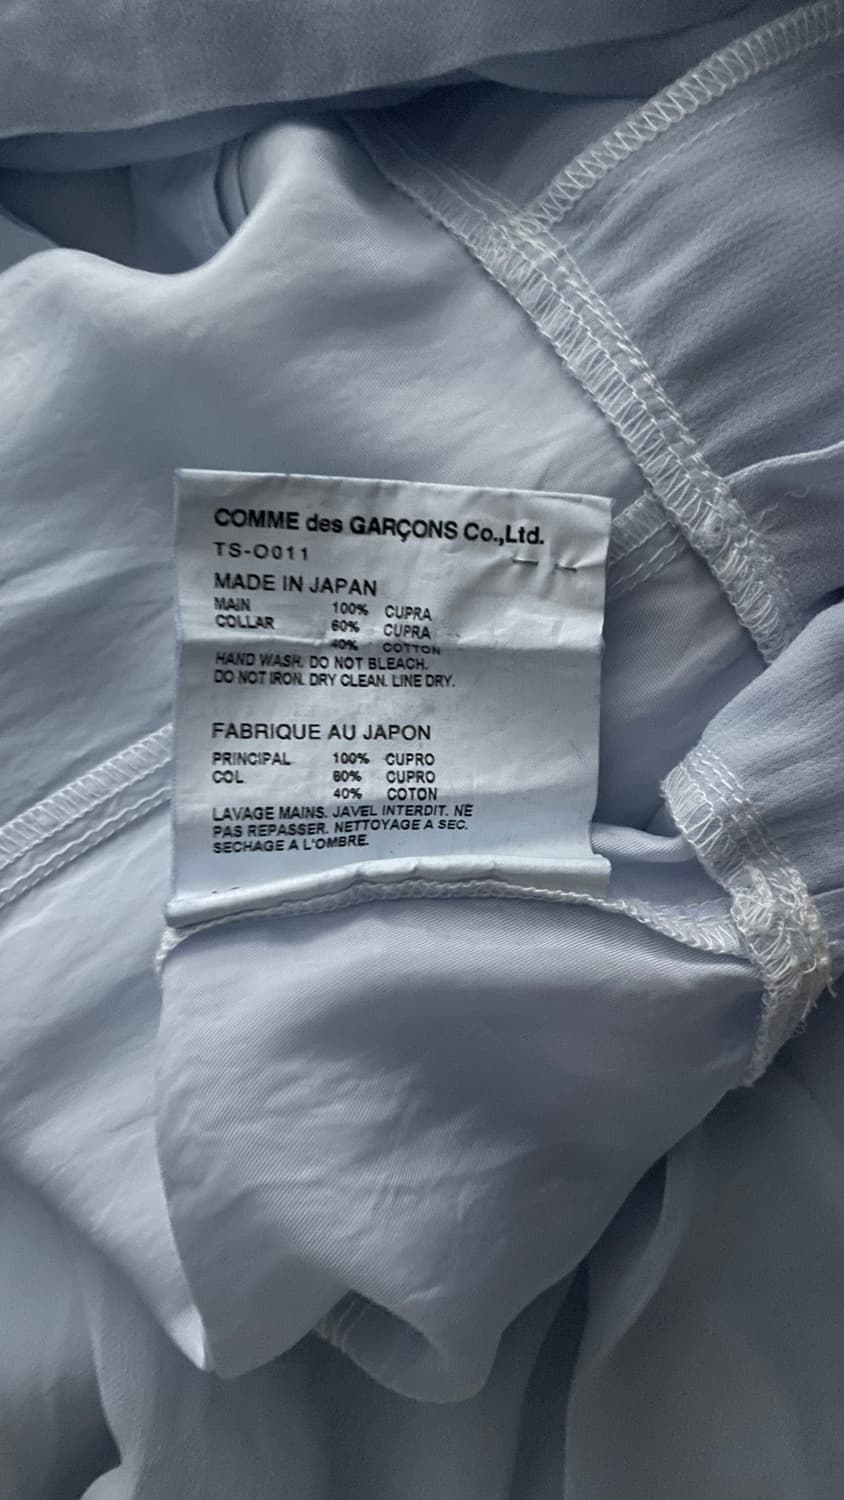 COMME des GARÇONS Co.,Ltd.
TS-O011
MADE IN JAPAN
MAIN 100% CUPRA
COLLAR 60% CUPRA
40% COTTON
HAND WASH. DO NOT BLEACH.
DO NOT IRON. DRY CLEAN. LINE DRY.
FABRIQUE AU JAPON
PRINCIPAL 100% CUPRO
COL 60% CUPRO
40% COTON
LAVAGE MAINS. JAVEL INTERDIT. NE
PAS REPASSER. NETTOYAGE A SEC.
SECHAGE A L'OMBRE.